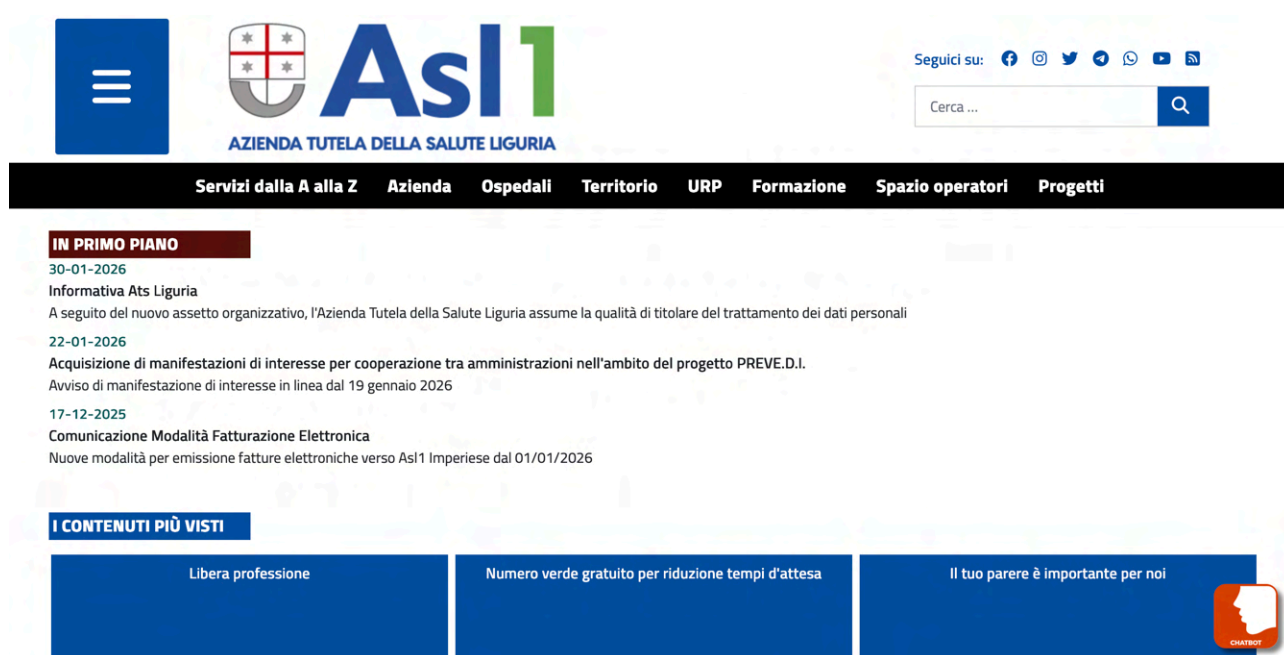 Asl1
AZIENDA TUTELA DELLA SALUTE LIGURIA
Seguici su:
Cerca ...
Servizi dalla A alla Z Azienda Ospedali Territorio URP Formazione Spazio operatori Progetti
IN PRIMO PIANO
30-01-2026
Informativa Ats Liguria
A seguito del nuovo assetto organizzativo, l'Azienda Tutela della Salute Liguria assume la qualità di titolare del trattamento dei dati personali
22-01-2026
Acquisizione di manifestazioni di interesse per cooperazione tra amministrazioni nell'ambito del progetto PREVE.D.I.
Avviso di manifestazione di interesse in linea dal 19 gennaio 2026
17-12-2025
Comunicazione Modalità Fatturazione Elettronica
Nuove modalità per emissione fatture elettroniche verso Asl1 Imperiese dal 01/01/2026
I CONTENUTI PIÙ VISTI
Libera professione
Numero verde gratuito per riduzione tempi d'attesa
Il tuo parere è importante per noi
CHATBOT